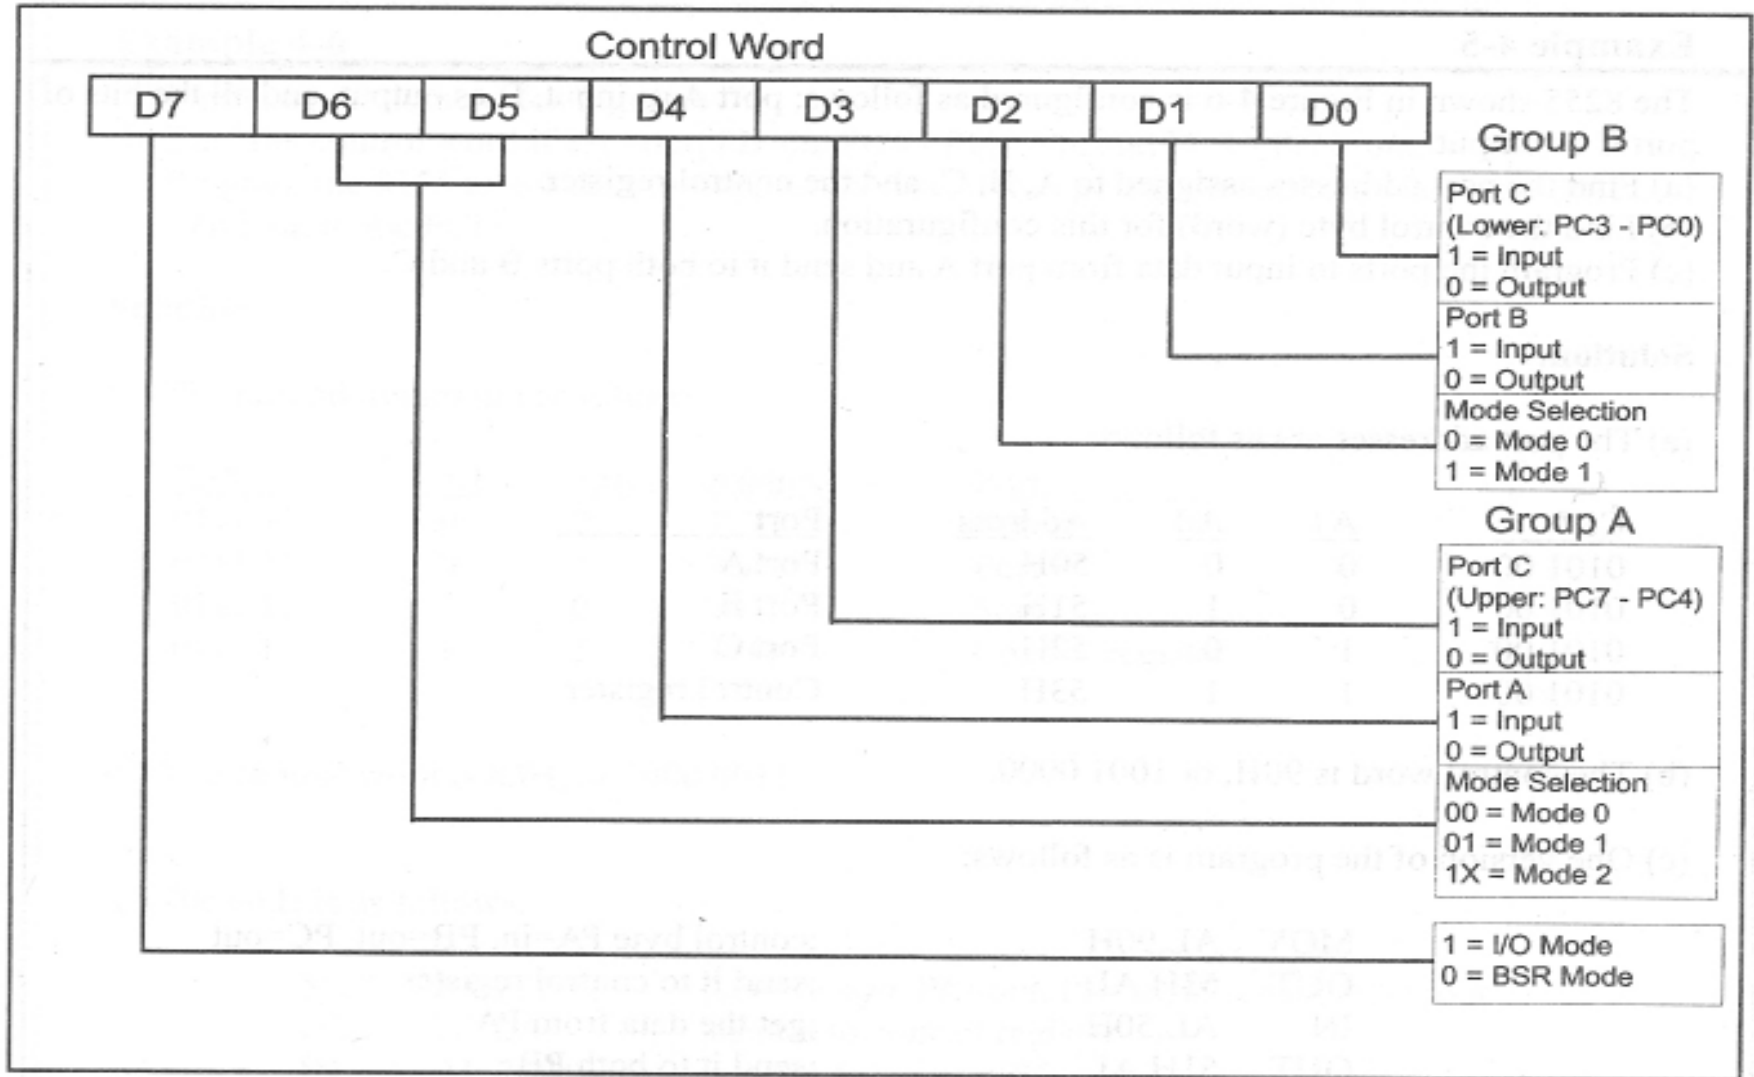 Control Word
D7 D6 D5 D4 D3 D2 D1 D0
Group B
Port C
(Lower: PC3 - PC0)
1 = Input
0 = Output
Port B
1 = Input
0 = Output
Mode Selection
0 = Mode 0
1 = Mode 1
Group A
Port C
(Upper: PC7 - PC4)
1 = Input
0 = Output
Port A
1 = Input
0 = Output
Mode Selection
00 = Mode 0
01 = Mode 1
1X = Mode 2
1 = I/O Mode
0 = BSR Mode